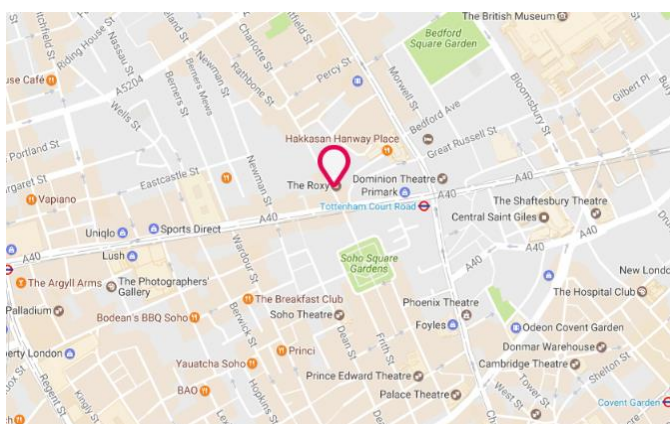 Bedford
Square Garden
The British Museum
Riding House St
Nassau St
Newman St
Charlotte St
Rathbone St
Percy St
Morwell St
Bloomsbury St
Gilbert Pl
A5204
Wells St
Berners St
Berners Mews
Bedford Ave
Great Russell St
Hakkasan Hanway Place
Portland St
Eastcastle St
Newman St
The Roxy
Dominion Theatre
Primark
Tottenham Court Road
A40
Vapiano
The Shaftesbury Theatre
Central Saint Giles
Uniqlo
Sports Direct
A40
A40
A40
Lush
Wardour St
Soho Square
Gardens
The Argyll Arms
The Photographers'
Gallery
New London
The Hospital Club
Palladium
Bodean's BBQ Soho
Berwick St
The Breakfast Club
Soho Theatre
Phoenix Theatre
Foyles
Odeon Covent Garden
erty London
Regent St
Kingly St
Yauatcha Soho
Princi
Dean St
Frith St
Donmar Warehouse
Cambridge Theatre
Shelton St
BAO
Hopkins
Prince Edward Theatre
Palace Theatre
West St
Tower St
Covent Garden